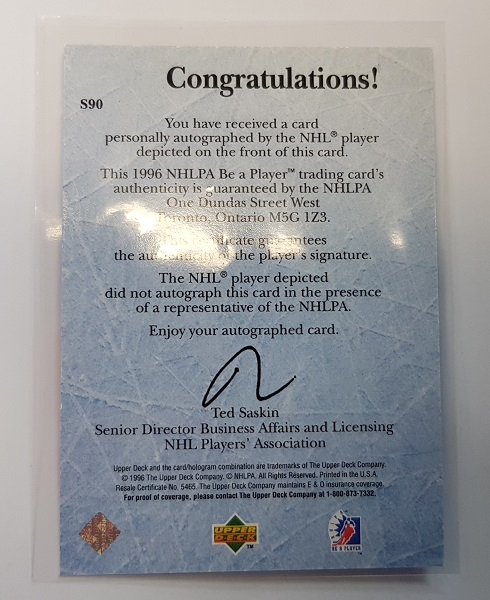 Congratulations!
S90
You have received a card
personally autographed by the NHL® player
depicted on the front of this card.
This 1996 NHLPA Be a Player™ trading card's
authenticity is guaranteed by the NHLPA
One Dundas Street West
Toronto, Ontario M5G 1Z3.
This certificate guarantees
the authenticity of the player's signature.
The NHL® player depicted
did not autograph this card in the presence
of a representative of the NHLPA.
Enjoy your autographed card.
Ted Saskin
Senior Director Business Affairs and Licensing
NHL Players' Association
Upper Deck and the card/hologram combination are trademarks of The Upper Deck Company.
© 1996 The Upper Deck Company. © NHLPA. All Rights Reserved. Printed in the U.S.A.
Resale Certificate No. 5465. The Upper Deck Company maintains E & O insurance coverage.
For proof of coverage, please contact The Upper Deck Company at 1-800-873-7332.
UPPER
DECK
TM
BE A PLAYER